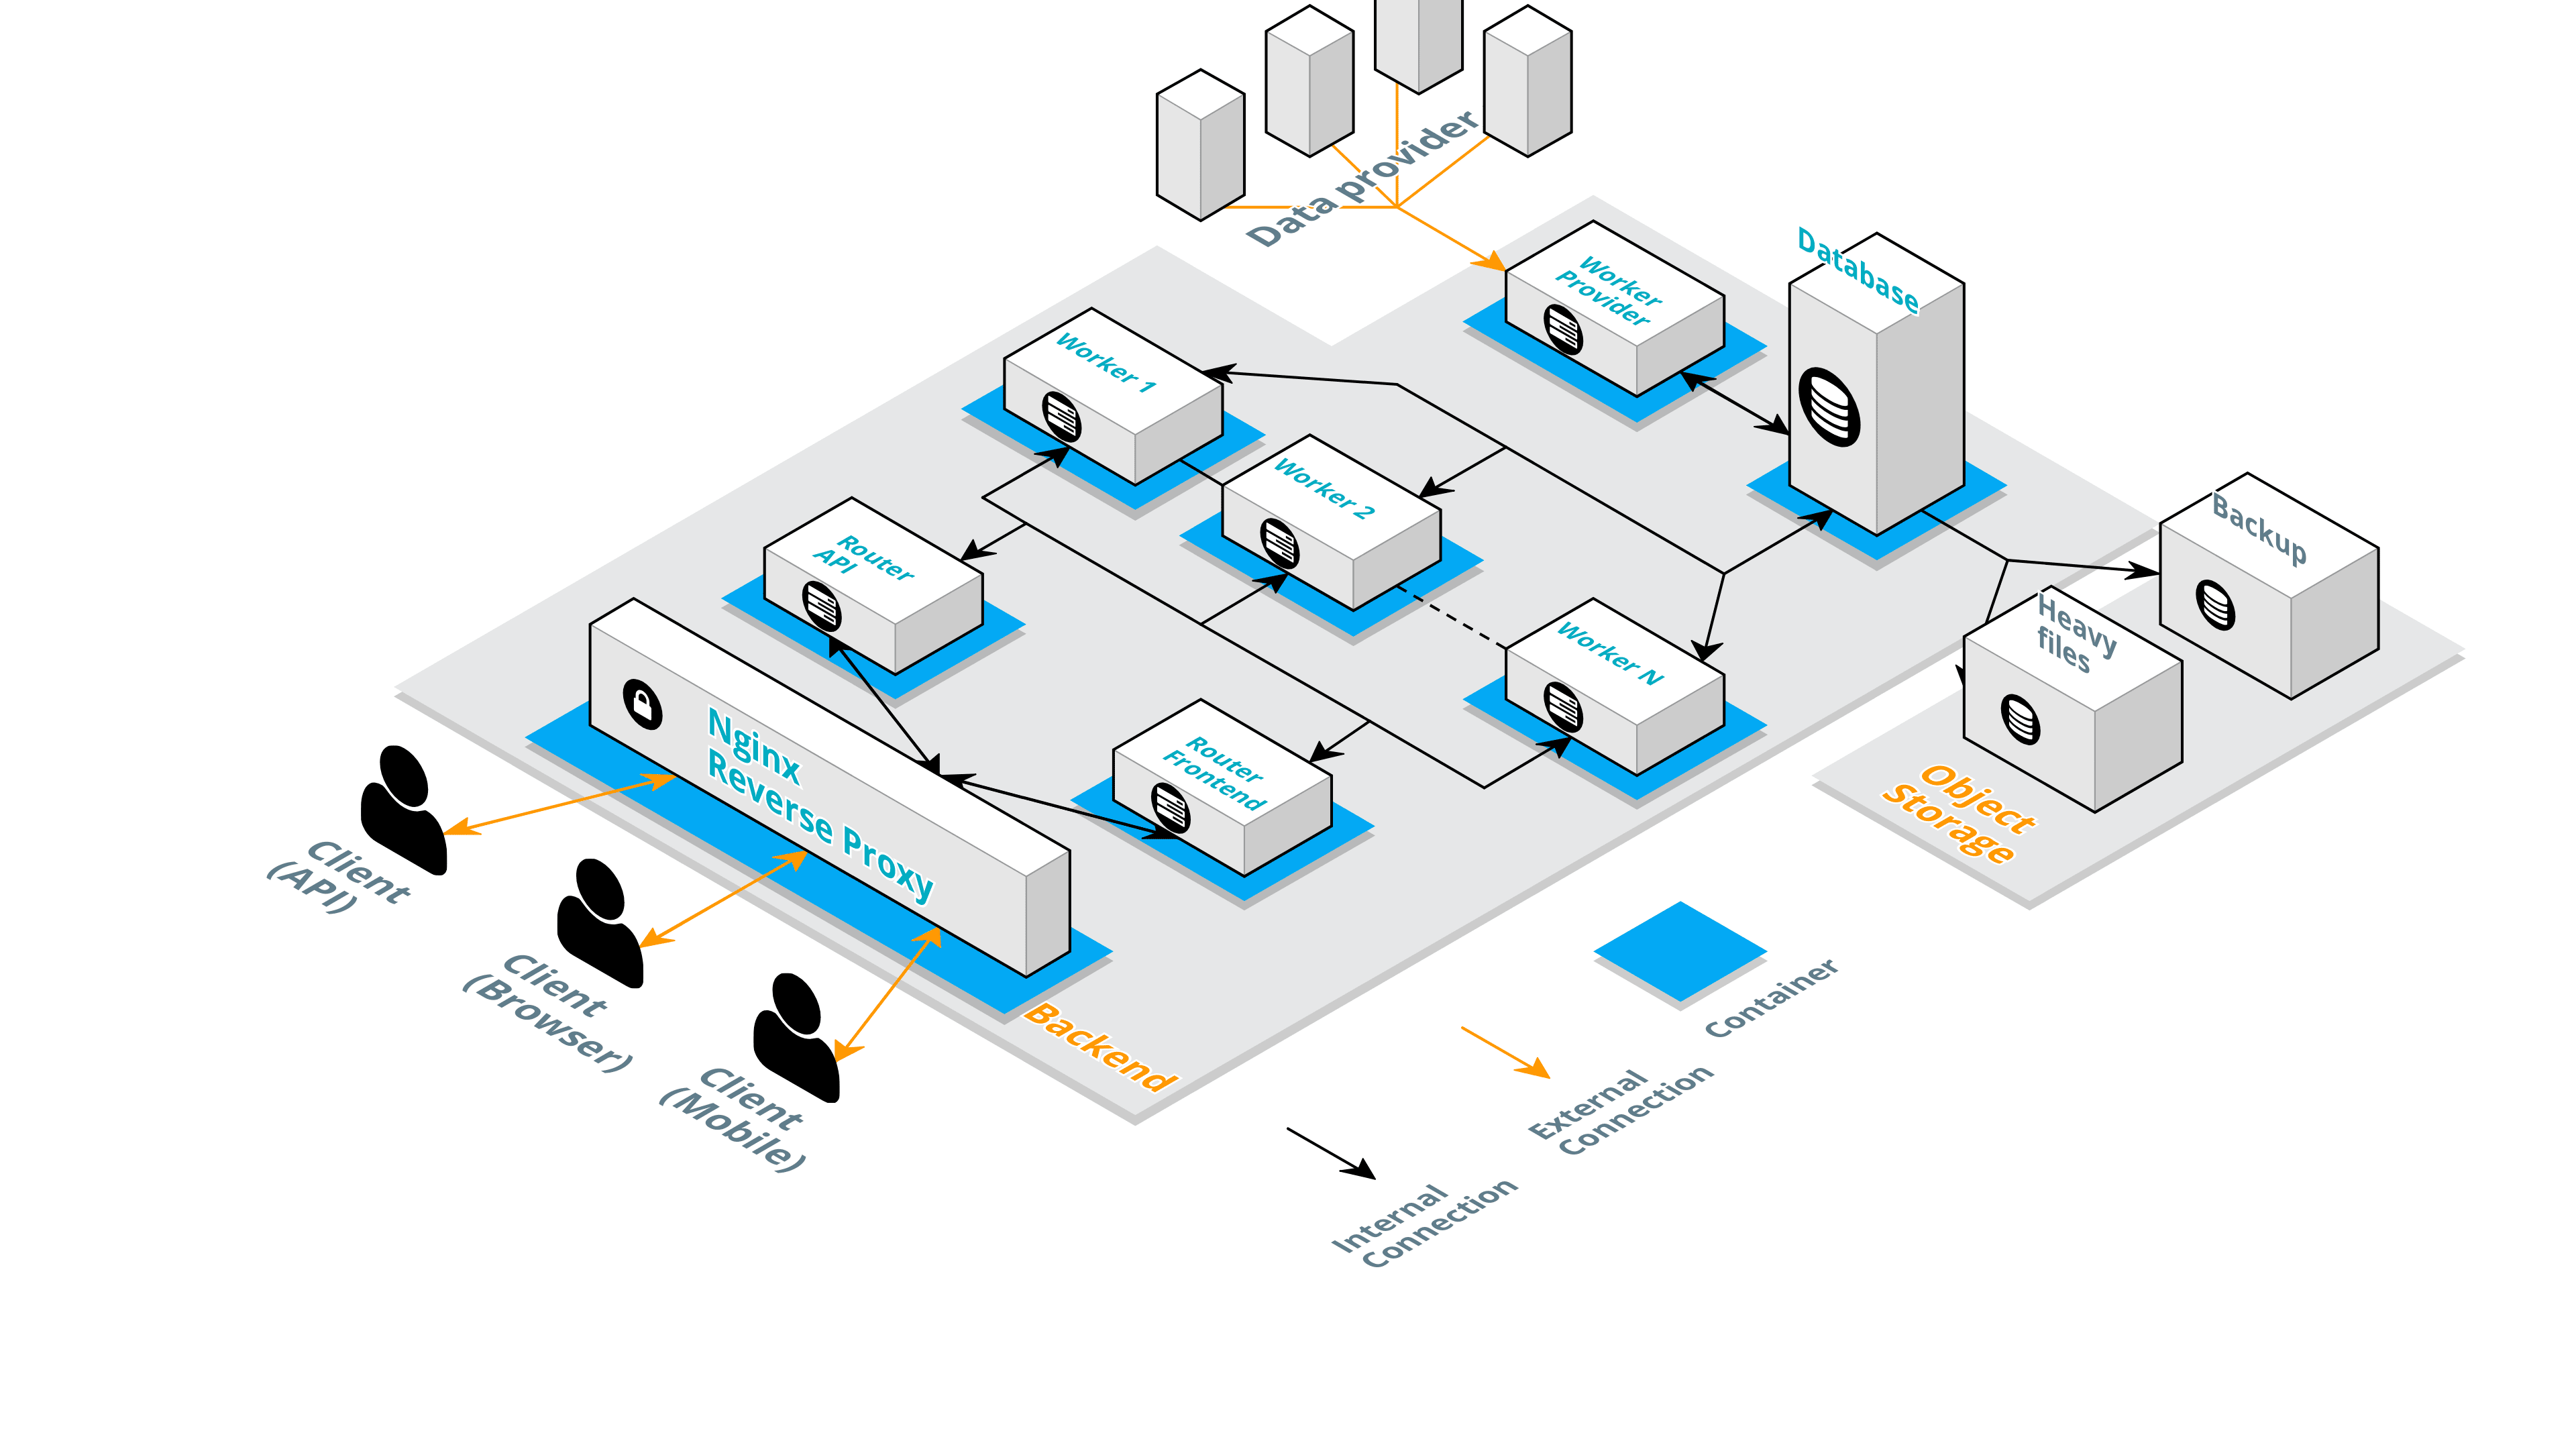 Data provider
Worker
Provider
Database
Worker 1
Worker 2
Backup
Router
API
Heavy
files
Worker N
Nginx
Reverse Proxy
Router
Frontend
Object
storage
Client
(API)
Client
(Browser)
Client
(Mobile)
Backend
Container
External
Connection
Internal
Connection